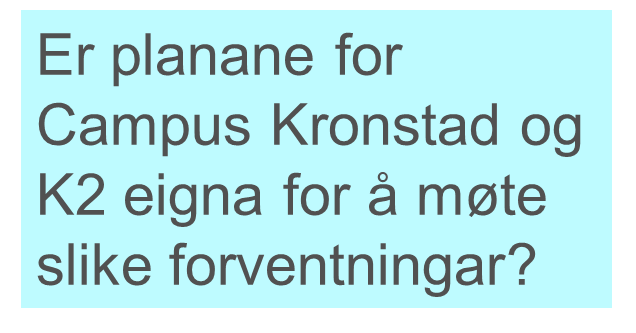 Er planane for
Campus Kronstad og
K2 eigna for å møte
slike forventningar?